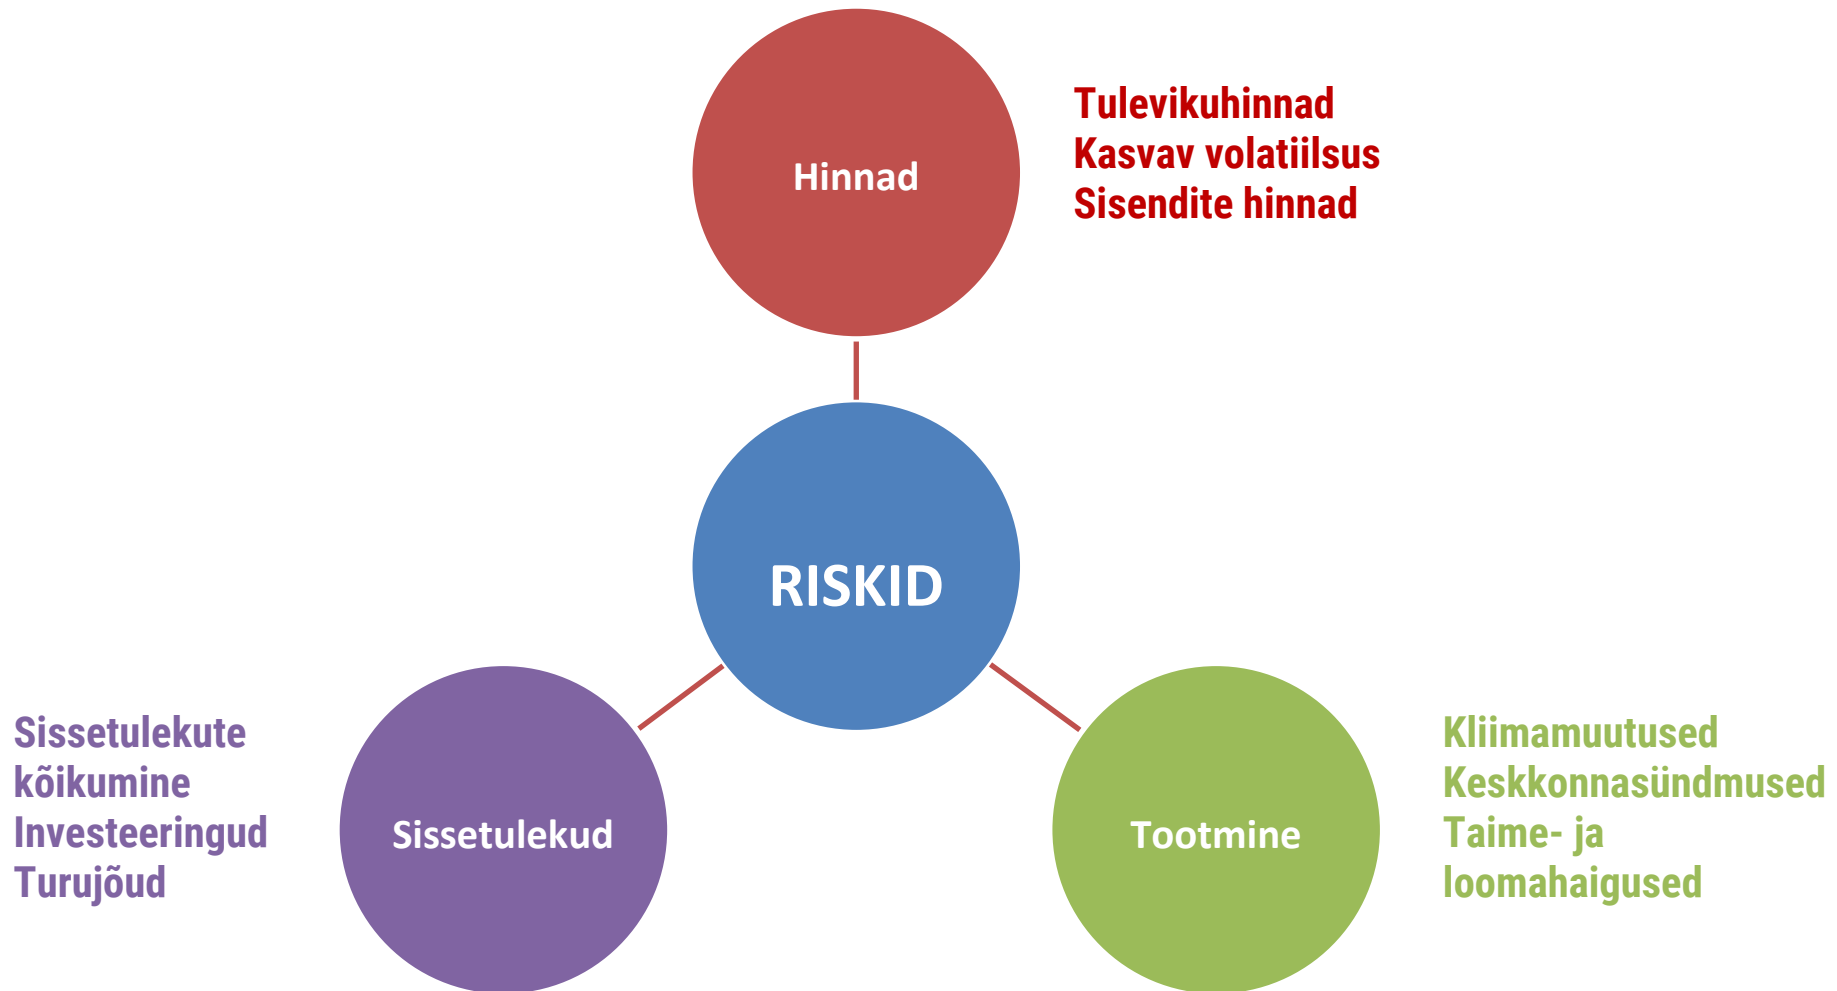 Hinnad
Tulevikuhinnad
Kasvav volatiilsus
Sisendite hinnad
RISKID
Sissetulekute
kõikumine
Investeeringud
Turujõud
Sissetulekud
Tootmine
Kliimamuutused
Keskkonnasündmused
Taime- ja
loomahaigused